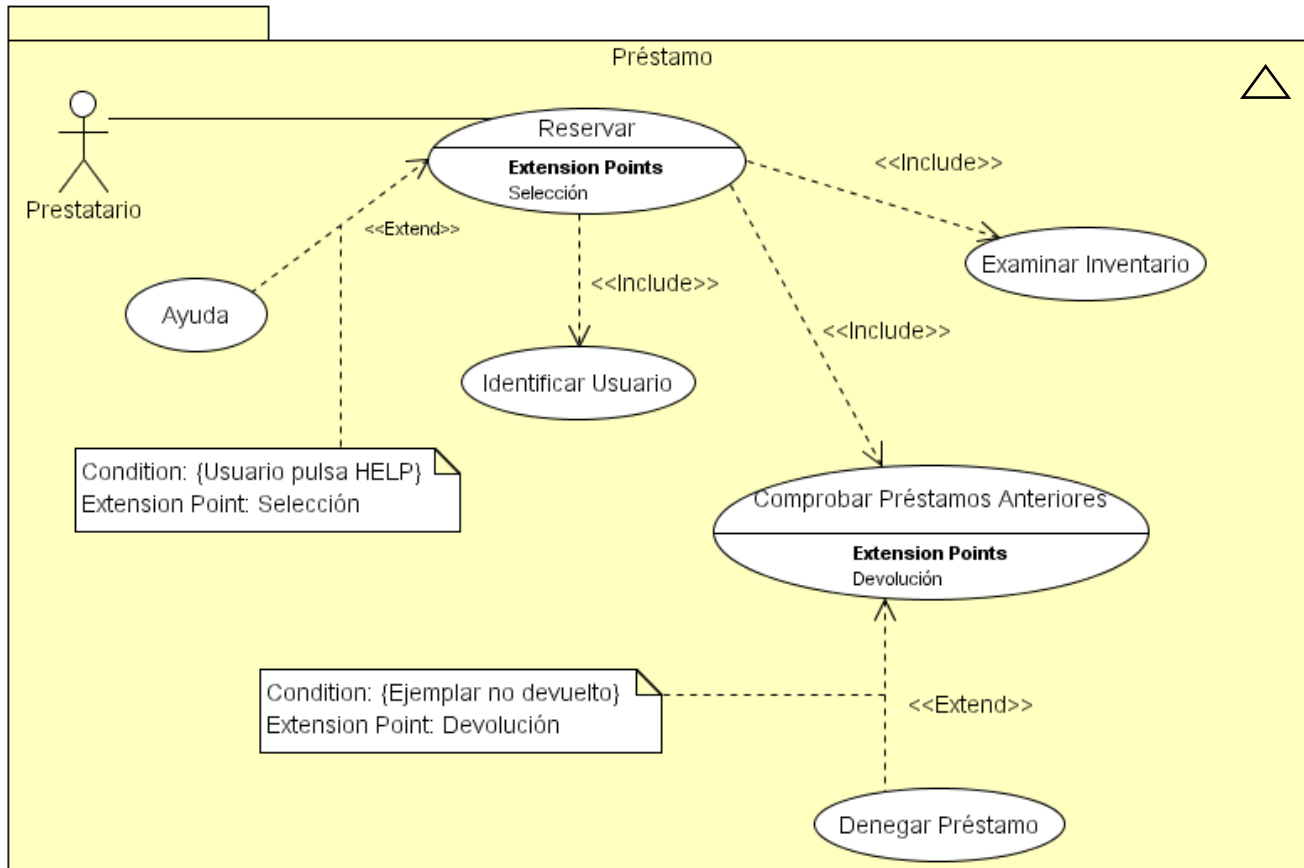 Préstamo
Prestatario
Reservar
Extension Points
Selección
<<Include>>
<<Extend>>
Examinar Inventario
<<Include>>
Ayuda
<<Include>>
Identificar Usuario
Condition: {Usuario pulsa HELP}
Extension Point: Selección
Comprobar Préstamos Anteriores
Extension Points
Devolución
Condition: {Ejemplar no devuelto}
Extension Point: Devolución
<<Extend>>
Denegar Préstamo